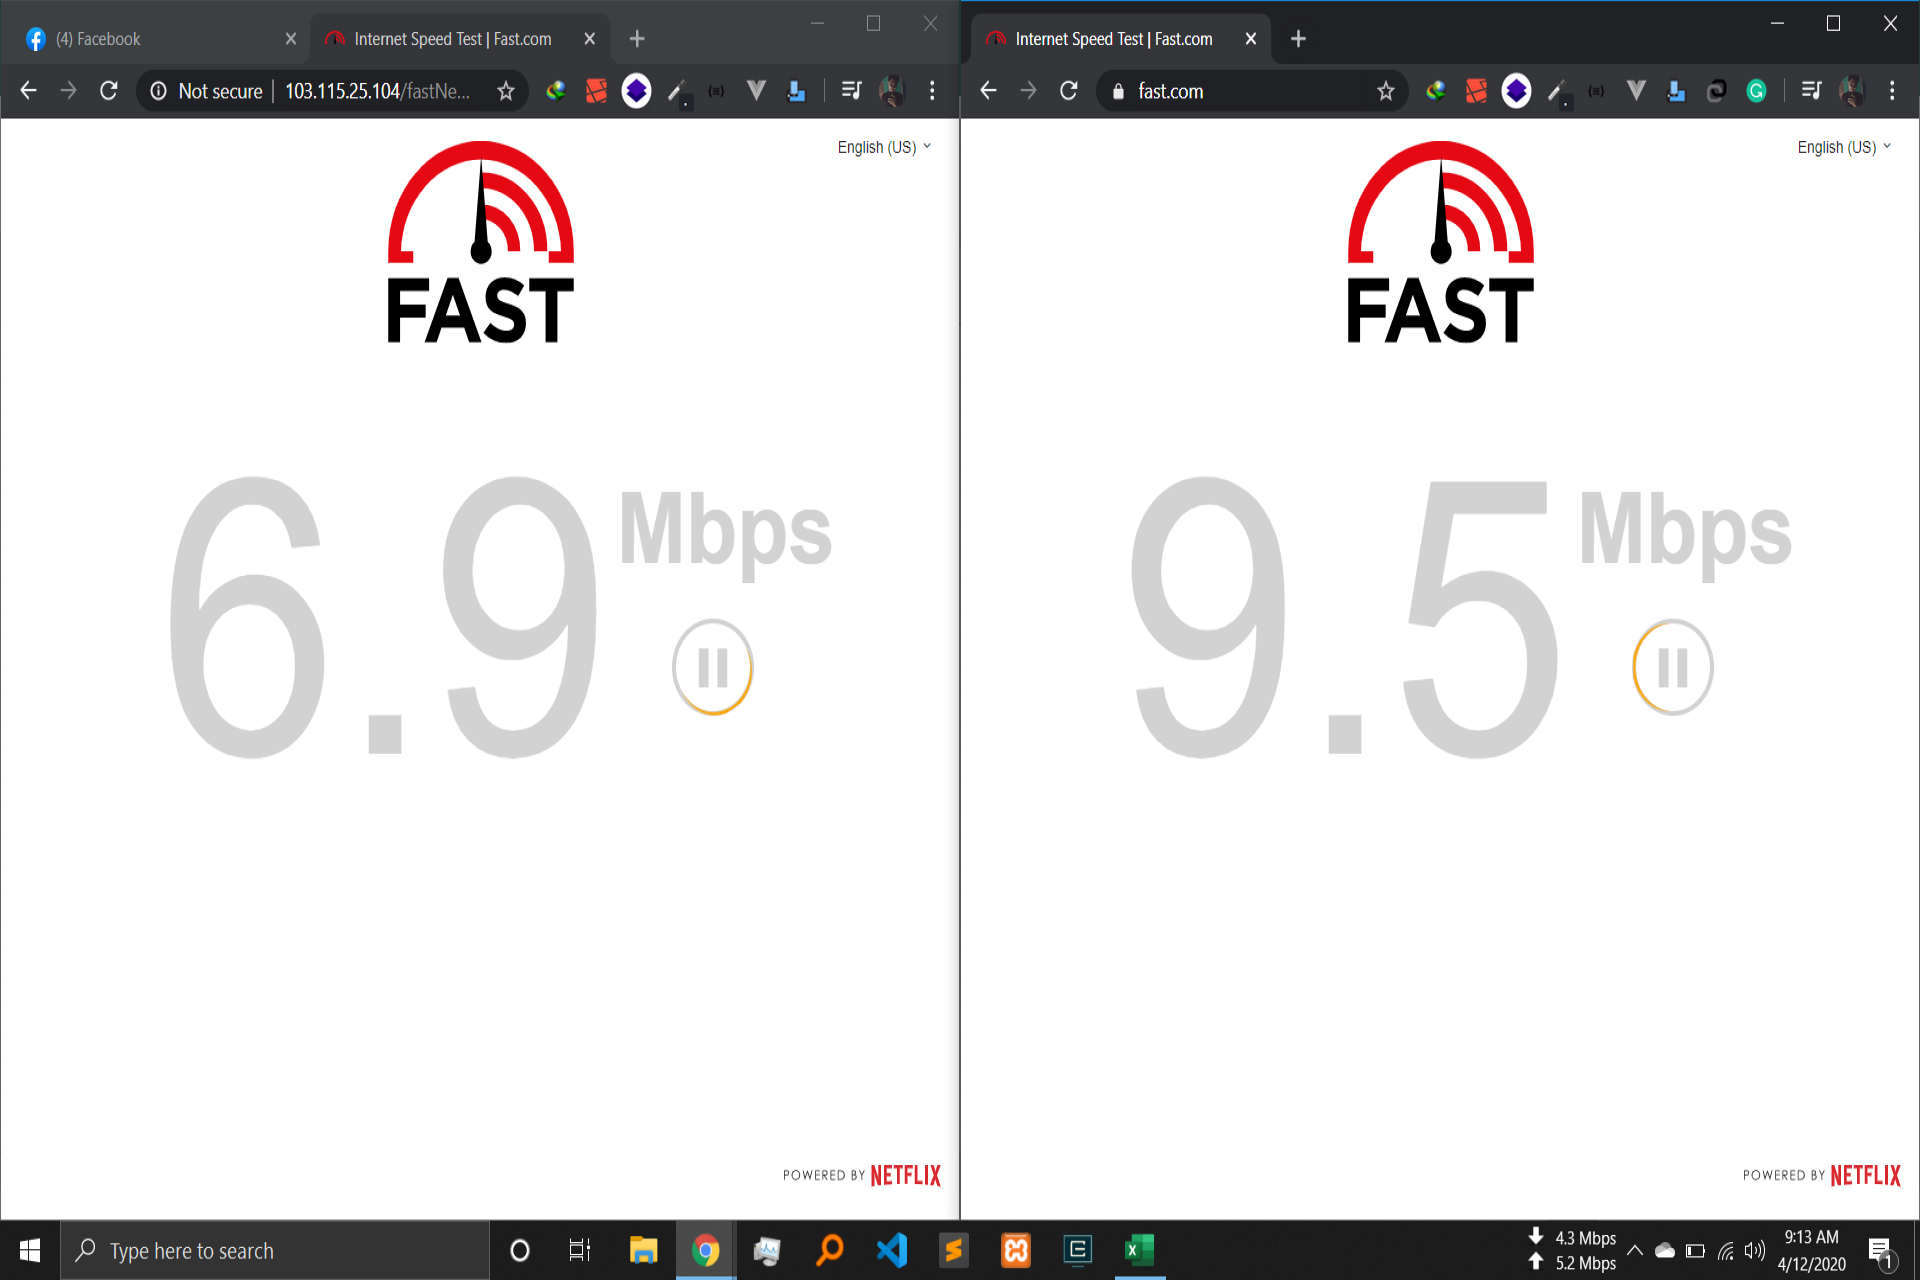 (4) Facebook
Internet Speed Test | Fast.com
Not secure
103.115.25.104/fastNe...
English (US)
FAST
6.9 Mbps
POWERED BY NETFLIX
Internet Speed Test | Fast.com
fast.com
English (US)
FAST
9.5 Mbps
POWERED BY NETFLIX
Type here to search
4.3 Mbps
5.2 Mbps
9:13 AM
4/12/2020
1